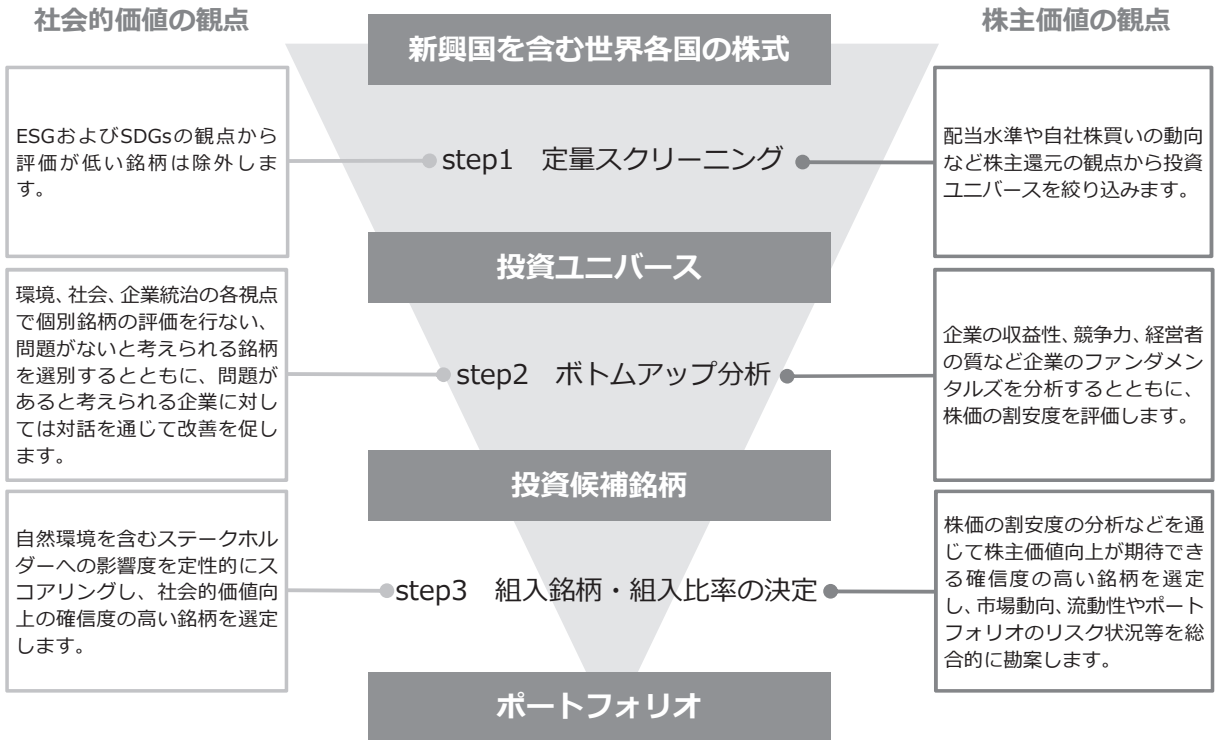 社会的価値の観点
株主価値の観点
新興国を含む世界各国の株式
ESGおよびSDGsの観点から
評価が低い銘柄は除外しま
す。
step1　定量スクリーニング
配当水準や自社株買いの動向
など株主還元の観点から投資
ユニバースを絞り込みます。
投資ユニバース
環境、社会、企業統治の各視点
で個別銘柄の評価を行ない、
問題がないと考えられる銘柄
を選別するとともに、問題が
あると考えられる企業に対し
ては対話を通じて改善を促し
ます。
step2　ボトムアップ分析
企業の収益性、競争力、経営者
の質など企業のファンダメン
タルズを分析するとともに、
株価の割安度を評価します。
投資候補銘柄
自然環境を含むステークホル
ダーへの影響度を定性的にス
コアリングし、社会的価値向
上の確信度の高い銘柄を選定
します。
step3　組入銘柄・組入比率の決定
株価の割安度の分析などを通
じて株主価値向上が期待でき
る確信度の高い銘柄を選定
し、市場動向、流動性やポート
フォリオのリスク状況等を総
合的に勘案します。
ポートフォリオ